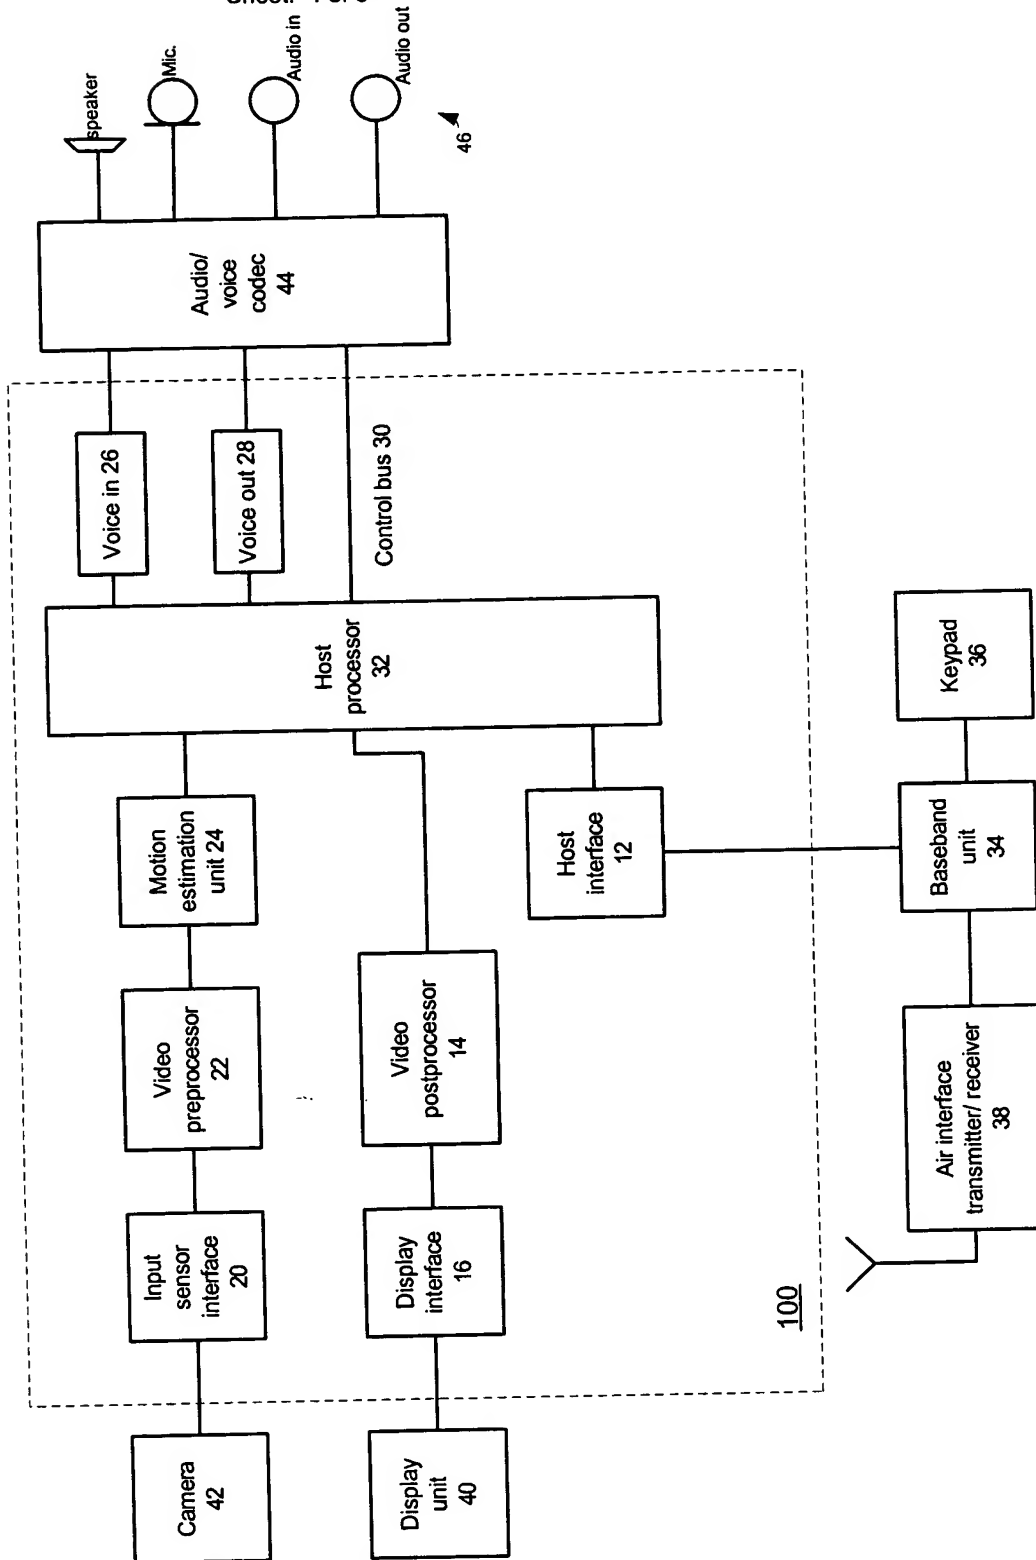 Camera
42
Input
sensor
interface
20
Video
preprocessor
22
Motion
estimation
unit 24
Host
processor
32
Voice in 26
Voice out 28
Control bus 30
Audio/
voice
codec
44
speaker
Mic.
Audio in
Audio out
46
Display
unit
40
Display
interface
16
Video
postprocessor
14
Host
interface
12
100
Air interface
transmitter/ receiver
38
Baseband
unit
34
Keypad
36